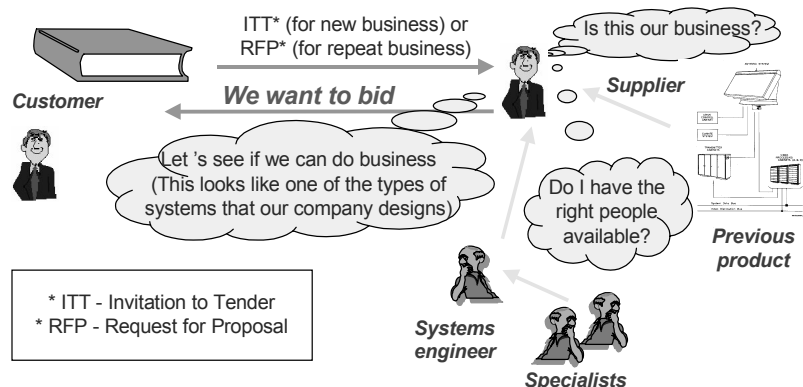 ITT* (for new business) or
RFP* (for repeat business)
Is this our business?
Customer
We want to bid
Supplier
Let 's see if we can do business
(This looks like one of the types of
systems that our company designs)
Do I have the
right people
available?
Previous
product
* ITT - Invitation to Tender
* RFP - Request for Proposal
Systems
engineer
Specialists